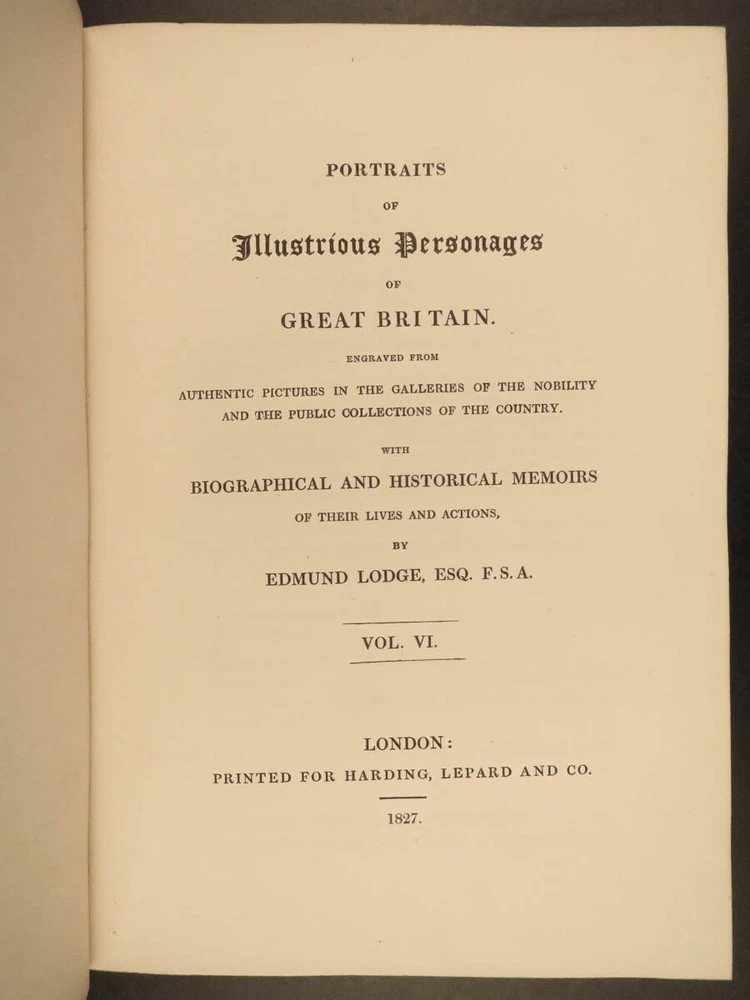 PORTRAITS
OF
Illustrious Personages
OF
GREAT BRITAIN.
ENGRAVED FROM
AUTHENTIC PICTURES IN THE GALLERIES OF THE NOBILITY
AND THE PUBLIC COLLECTIONS OF THE COUNTRY.
WITH
BIOGRAPHICAL AND HISTORICAL MEMOIRS
OF THEIR LIVES AND ACTIONS,
BY
EDMUND LODGE, ESQ. F.S.A.
VOL. VI.
LONDON:
PRINTED FOR HARDING, LEPARD AND CO.
1827.